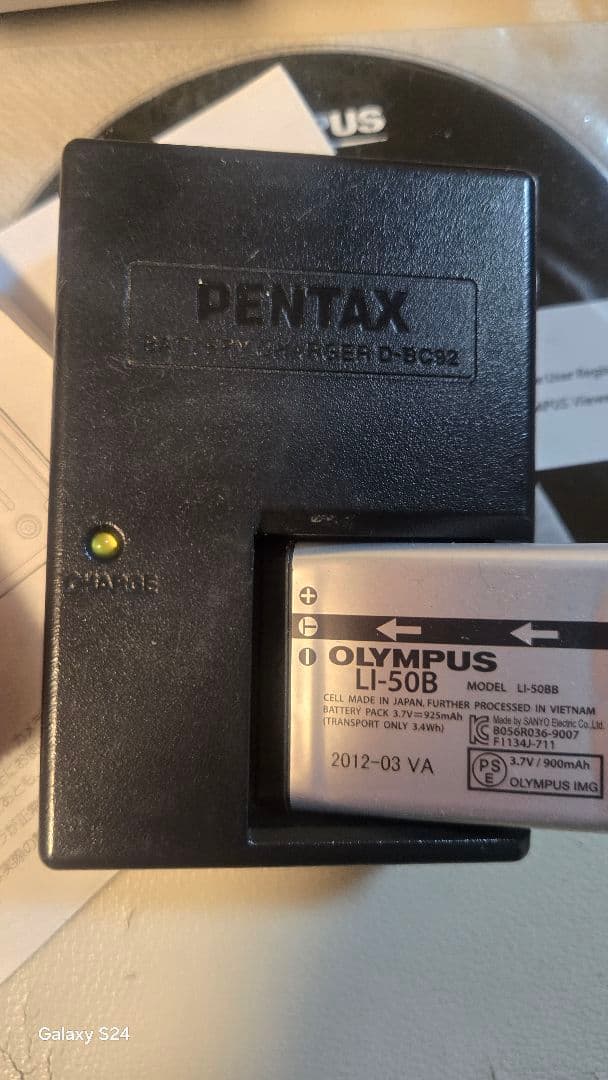 US
PENTAX
BATTERY CHARGER D-BC92
CHARGE
OLYMPUS
LI-50B MODEL LI-50BB
CELL MADE IN JAPAN, FURTHER PROCESSED IN VIETNAM
BATTERY PACK 3.7V⎓925mAh
(TRANSPORT ONLY 3.4Wh)
Made by SANYO Electric Co.,Ltd.
B056R036-9007
F1134J-711
2012-03 VA
PS
E
3.7V / 900mAh
OLYMPUS IMG
Galaxy S24